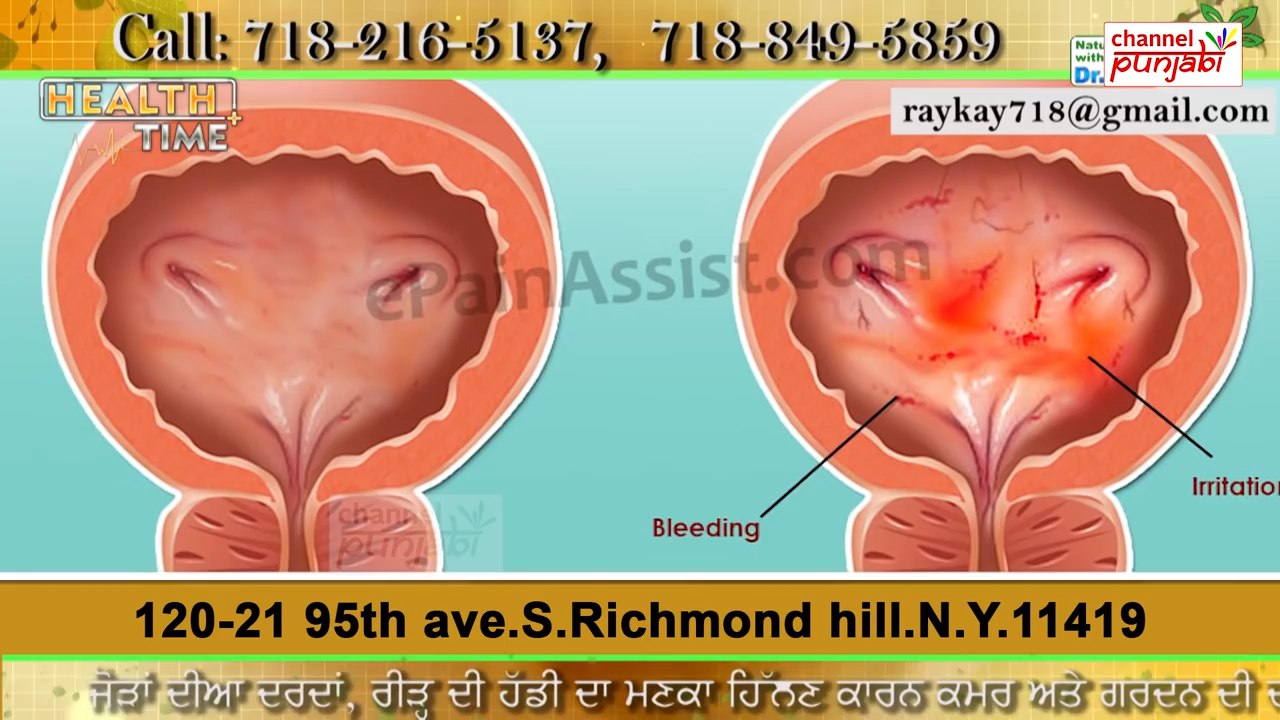 Call: 718-216-5137, 718-849-5859
channel
punjabi
HEALTH
TIME
raykay718@gmail.com
ePainAssist.com
Irritation
Bleeding
channel
punjabi
120-21 95th ave.S.Richmond hill.N.Y.11419
ਜੋੜਾਂ ਦੀਆ ਦਰਦਾਂ, ਰੀੜ੍ਹ ਦੀ ਹੱਡੀ ਦਾ ਮਣਕਾ ਹਿੱਲਣ ਕਾਰਨ ਕਮਰ ਅਤੇ ਗਰਦਨ ਦੀ